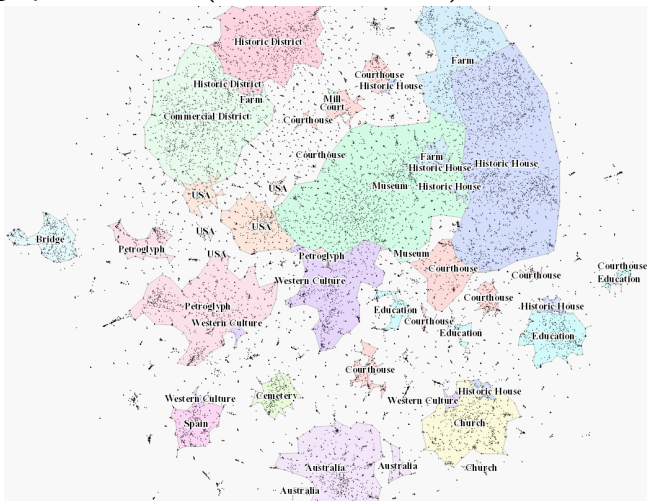 Historic District
Farm
Courthouse
Historic District
Historic House
Farm
Mill
Court
Commercial District
Courthouse
Courthouse
Farm
Historic House
Historic House
Museum
Historic House
USA
USA
USA
USA
Bridge
Petroglyph
USA
Museum
Petroglyph
Courthouse
Courthouse
Courthouse
Education
Western Culture
Courthouse
Petroglyph
Historic House
Education
Western Culture
Courthouse
Education
Education
Courthouse
Historic House
Cemetery
Western Culture
Western Culture
Spain
Church
Australia
Australia
Church
Australia